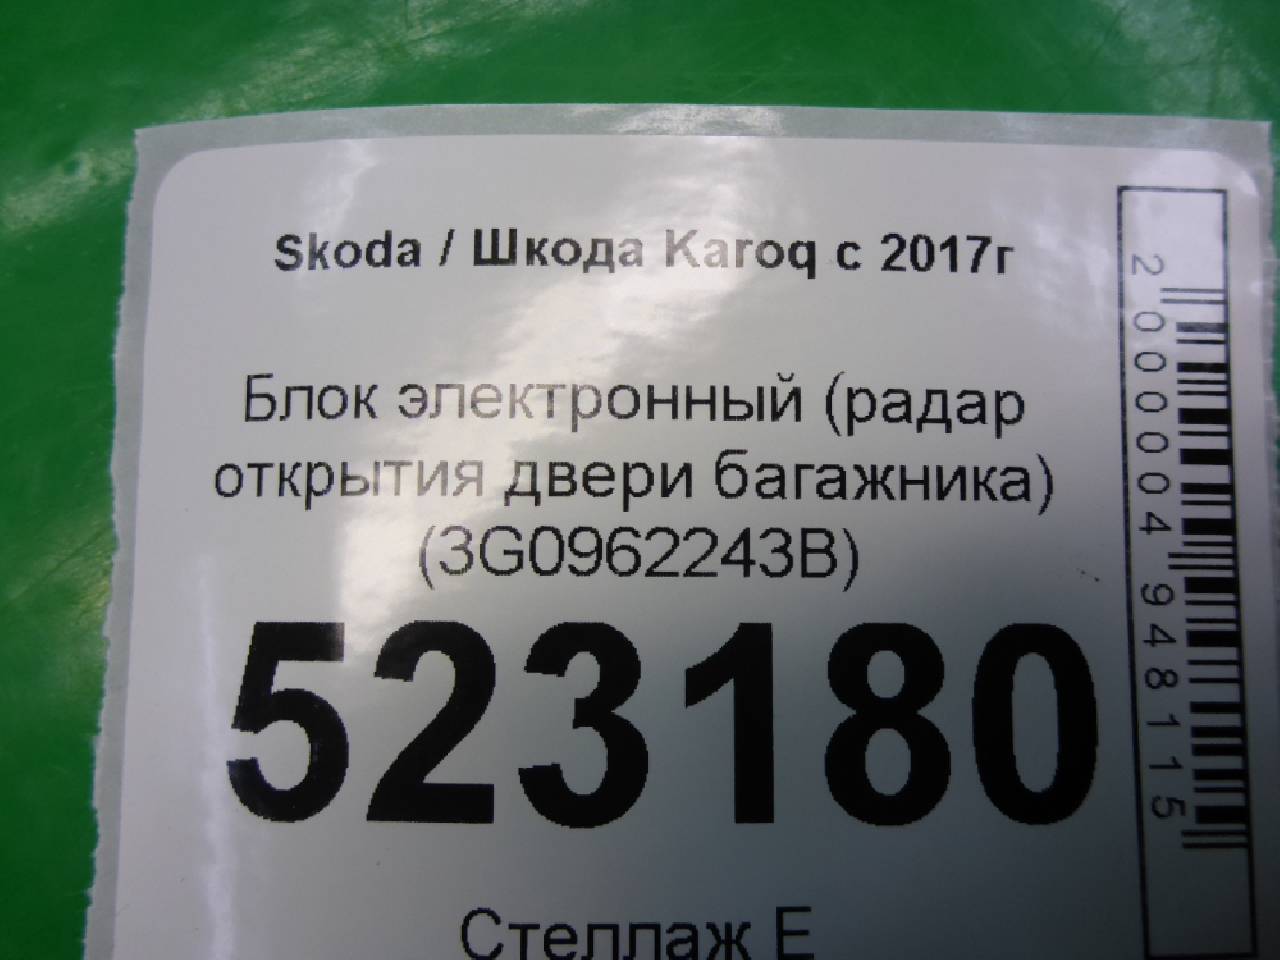 Skoda / Шкода Karoq с 2017г
Блок электронный (радар
открытия двери багажника)
(3G0962243B)
523180
Стеллаж Е
2000004948115